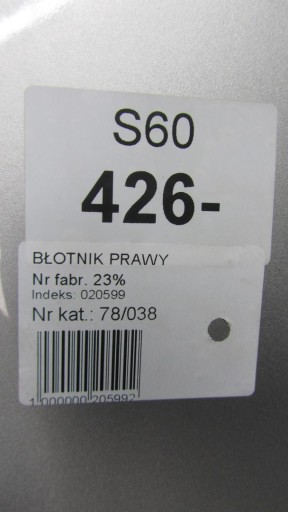 S60
426-
BŁOTNIK PRAWY
Nr fabr. 23%
Indeks: 020599
Nr kat.: 78/038
1 000000 205992